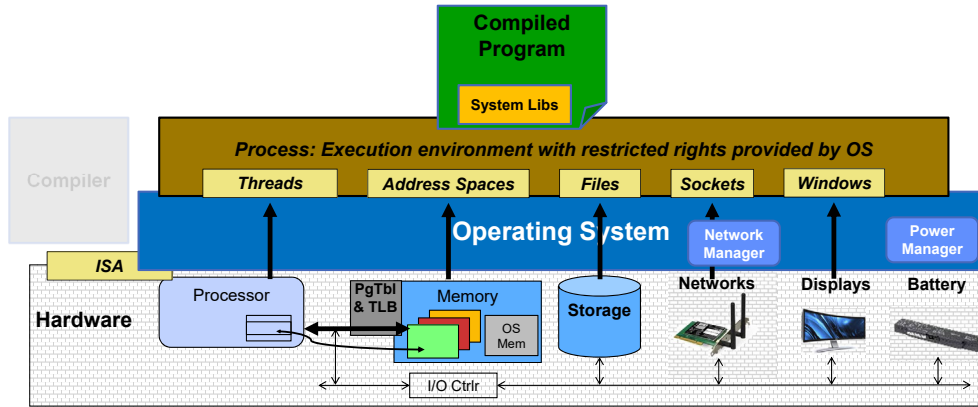 Compiled
Program
System Libs
Compiler
Process: Execution environment with restricted rights provided by OS
Threads
Address Spaces
Files
Sockets
Windows
Operating System
Network
Manager
Power
Manager
ISA
Hardware
Processor
PgTbl
& TLB
Memory
OS
Mem
Storage
Networks
Displays
Battery
I/O Ctrlr